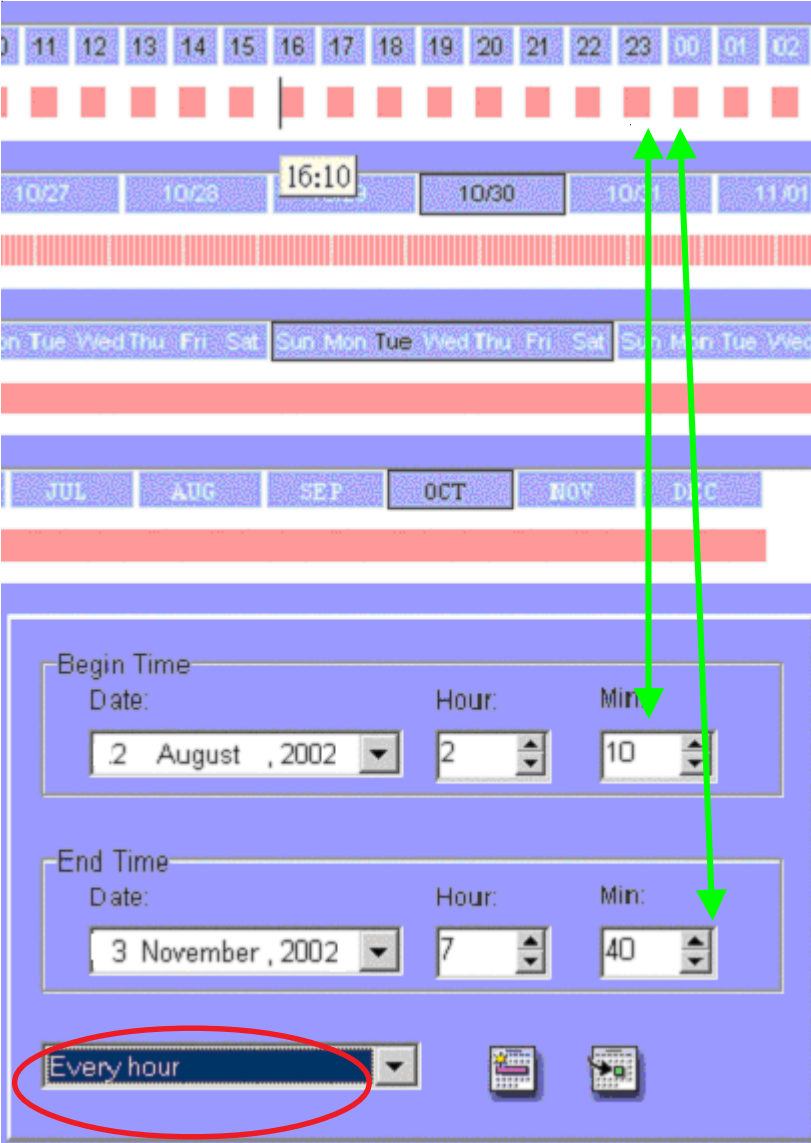 11 12 13 14 15 16 17 18 19 20 21 22 23 00 01 02
16:10
10/27 10/28 10/30 10/31 11/01
Tue Wed Thu Fri Sat Sun Mon Tue Wed Thu Fri Sat Sun Mon Tue Wed
JUL AUG SEP OCT NOV DEC
Begin Time
Date: Hour: Min:
2 August , 2002 2 10
End Time
Date: Hour: Min:
3 November , 2002 7 40
Every hour